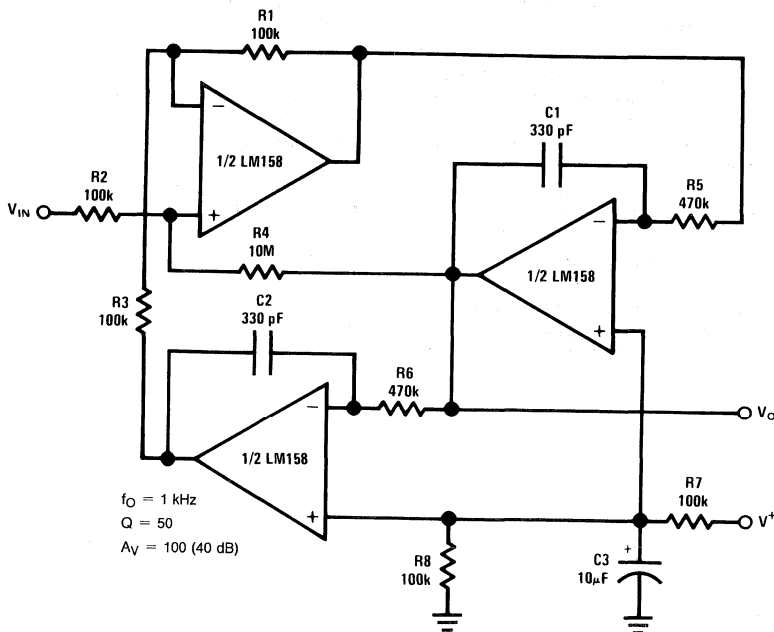 R1
100k
C1
330 pF
−
1/2 LM158
+
R2
100k
VIN
R5
470k
R4
10M
−
1/2 LM158
+
R3
100k
C2
330 pF
R6
470k
VO
−
1/2 LM158
+
R7
100k
V+
fO = 1 kHz
Q = 50
AV = 100 (40 dB)
R8
100k
+
C3
10μF